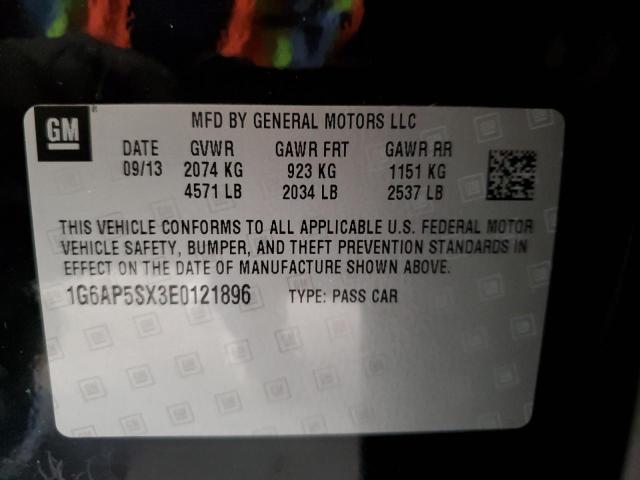 GM
MFD BY GENERAL MOTORS LLC
DATE GVWR GAWR FRT GAWR RR
09/13 2074 KG 923 KG 1151 KG
4571 LB 2034 LB 2537 LB
THIS VEHICLE CONFORMS TO ALL APPLICABLE U.S. FEDERAL MOTOR
VEHICLE SAFETY, BUMPER, AND THEFT PREVENTION STANDARDS IN
EFFECT ON THE DATE OF MANUFACTURE SHOWN ABOVE.
1G6AP5SX3E0121896 TYPE: PASS CAR